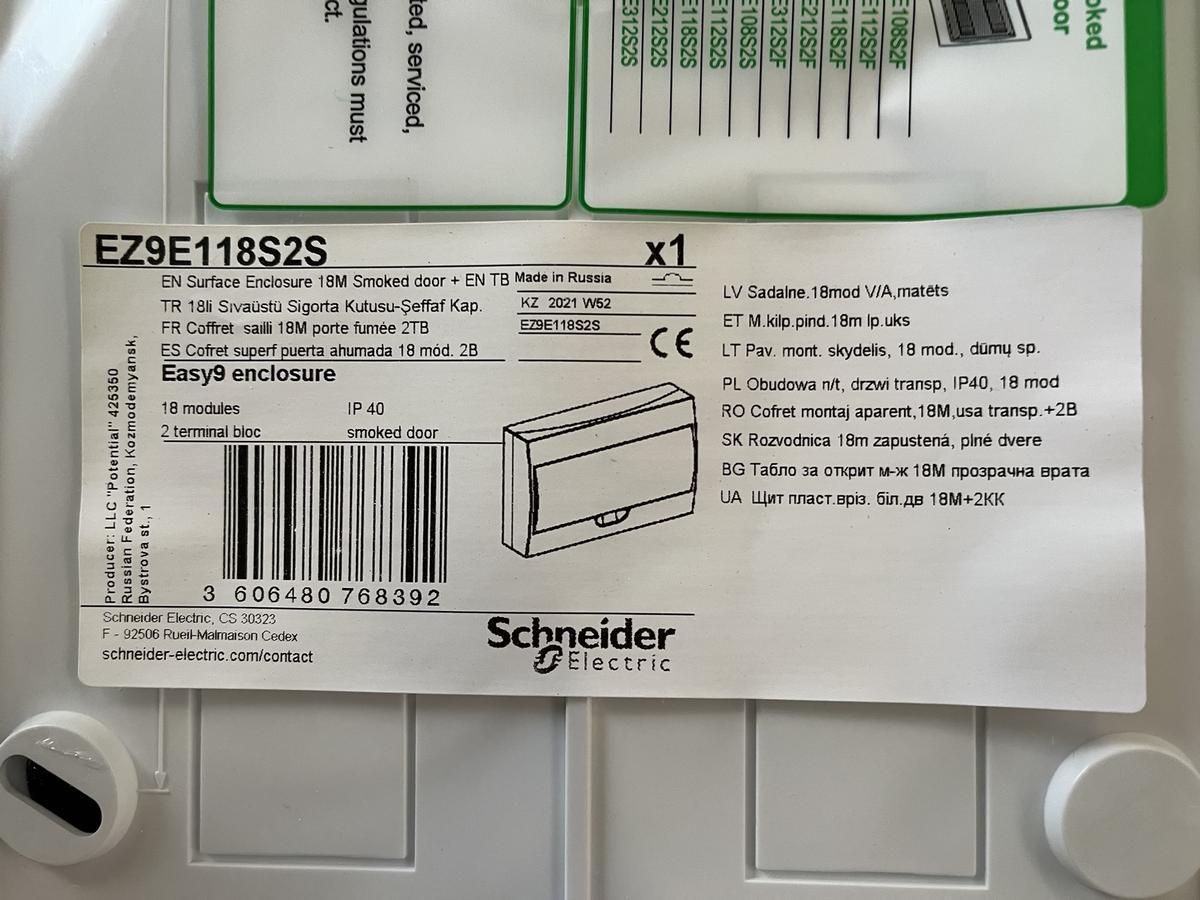 ted, serviced,
gulations must
ct.
oked
oor
E108S2F
E112S2F
E118S2F
E212S2F
E312S2F
E108S2S
E112S2S
E118S2S
E212S2S
E312S2S
EZ9E118S2S
x1
EN Surface Enclosure 18M Smoked door + EN TB
TR 18li Sıvaüstü Sigorta Kutusu-Şeffaf Kap.
FR Coffret sailli 18M porte fumée 2TB
ES Cofret superf puerta ahumada 18 mód. 2B
Made in Russia
KZ 2021 W52
EZ9E118S2S
CE
Easy9 enclosure
18 modules IP 40
2 terminal bloc smoked door
Producer: LLC "Potential" 425350
Russian Federation, Kozmodemyansk,
Bystrova st., 1
3 606480 768392
Schneider Electric, CS 30323
F - 92506 Rueil-Malmaison Cedex
schneider-electric.com/contact
Schneider
Electric
LV Sadalne.18mod V/A,matēts
ET M.kilp.pind.18m lp.uks
LT Pav. mont. skydelis, 18 mod., dūmų sp.
PL Obudowa n/t, drzwi transp, IP40, 18 mod
RO Cofret montaj aparent,18M,usa transp.+2B
SK Rozvodnica 18m zapustená, plné dvere
BG Табло за открит м-ж 18М прозрачна врата
UA Щит пласт.вріз. біл.дв 18М+2КК